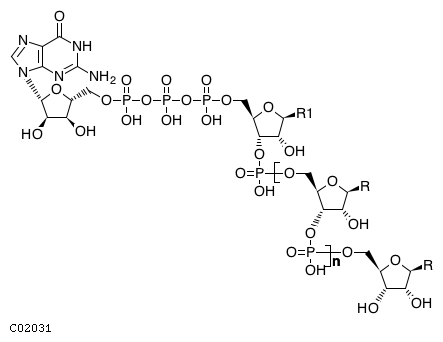 O
N NH
N N NH2
O O O O
O P O P O P O O R1
OH OH OH
HO OH
O OH
O=P [ O O R
OH
O OH
O=P ]n O O R
OH
HO OH
C02031